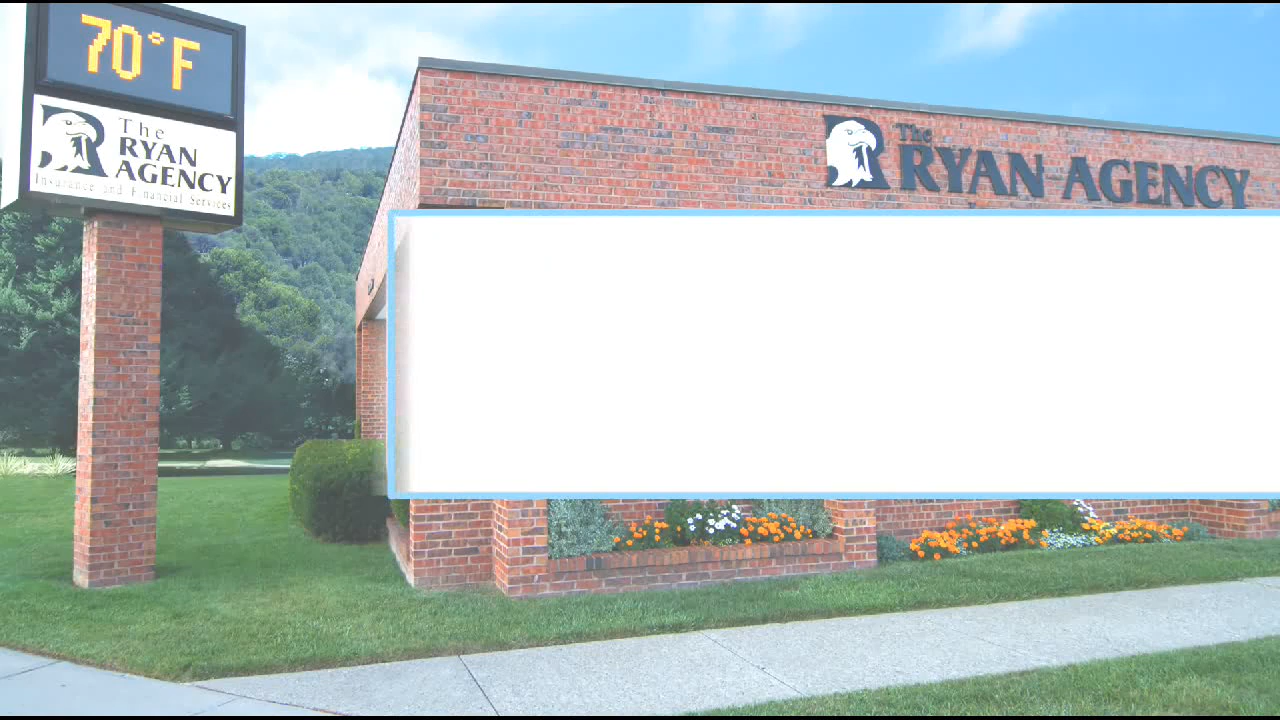 70°F
The
RYAN
AGENCY
Insurance and Financial Services
The
RYAN AGENCY